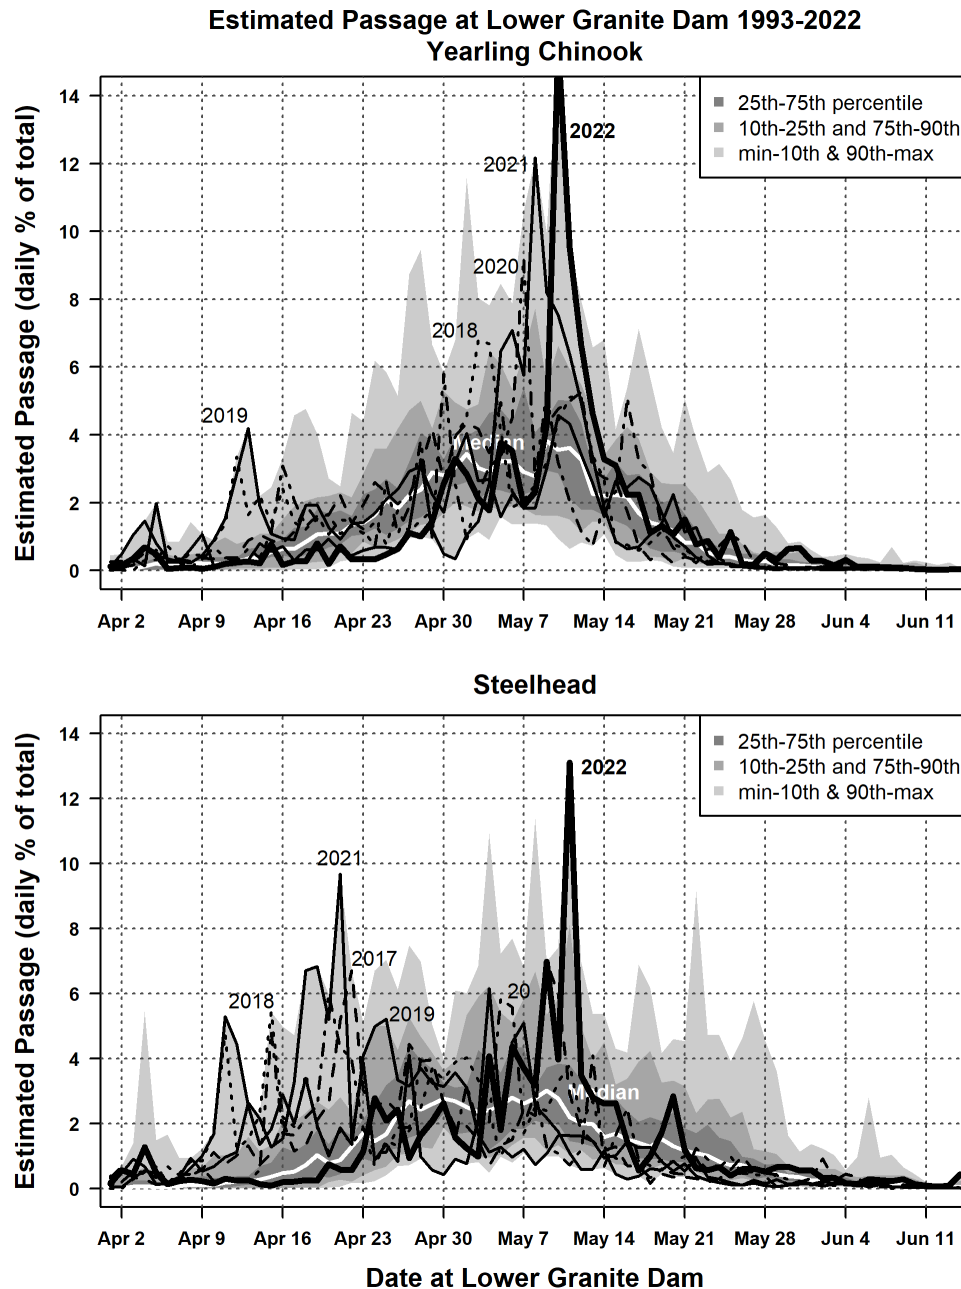 Estimated Passage at Lower Granite Dam 1993-2022
Yearling Chinook
Estimated Passage (daily % of total)
14
12
10
8
6
4
2
0
25th-75th percentile
10th-25th and 75th-90th
min-10th & 90th-max
2022
2021
2020
2018
2019
Median
Apr 2 Apr 9 Apr 16 Apr 23 Apr 30 May 7 May 14 May 21 May 28 Jun 4 Jun 11
Steelhead
Estimated Passage (daily % of total)
14
12
10
8
6
4
2
0
25th-75th percentile
10th-25th and 75th-90th
min-10th & 90th-max
2022
2021
2017
2018
20
2019
Median
Apr 2 Apr 9 Apr 16 Apr 23 Apr 30 May 7 May 14 May 21 May 28 Jun 4 Jun 11
Date at Lower Granite Dam